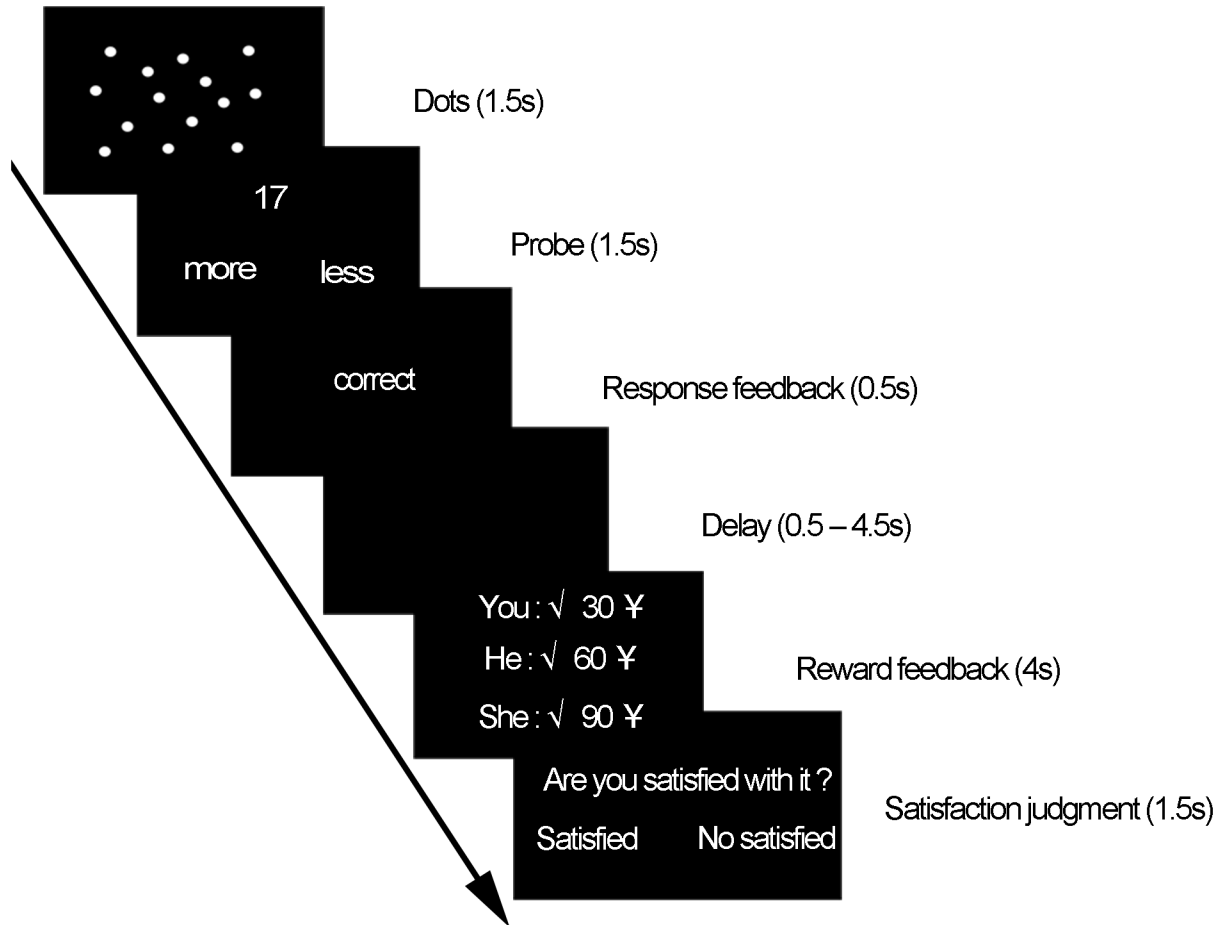 Dots (1.5s)
17
more less
Probe (1.5s)
correct
Response feedback (0.5s)
Delay (0.5 – 4.5s)
You : √ 30 ¥
He : √ 60 ¥
She : √ 90 ¥
Reward feedback (4s)
Are you satisfied with it ?
Satisfied No satisfied
Satisfaction judgment (1.5s)